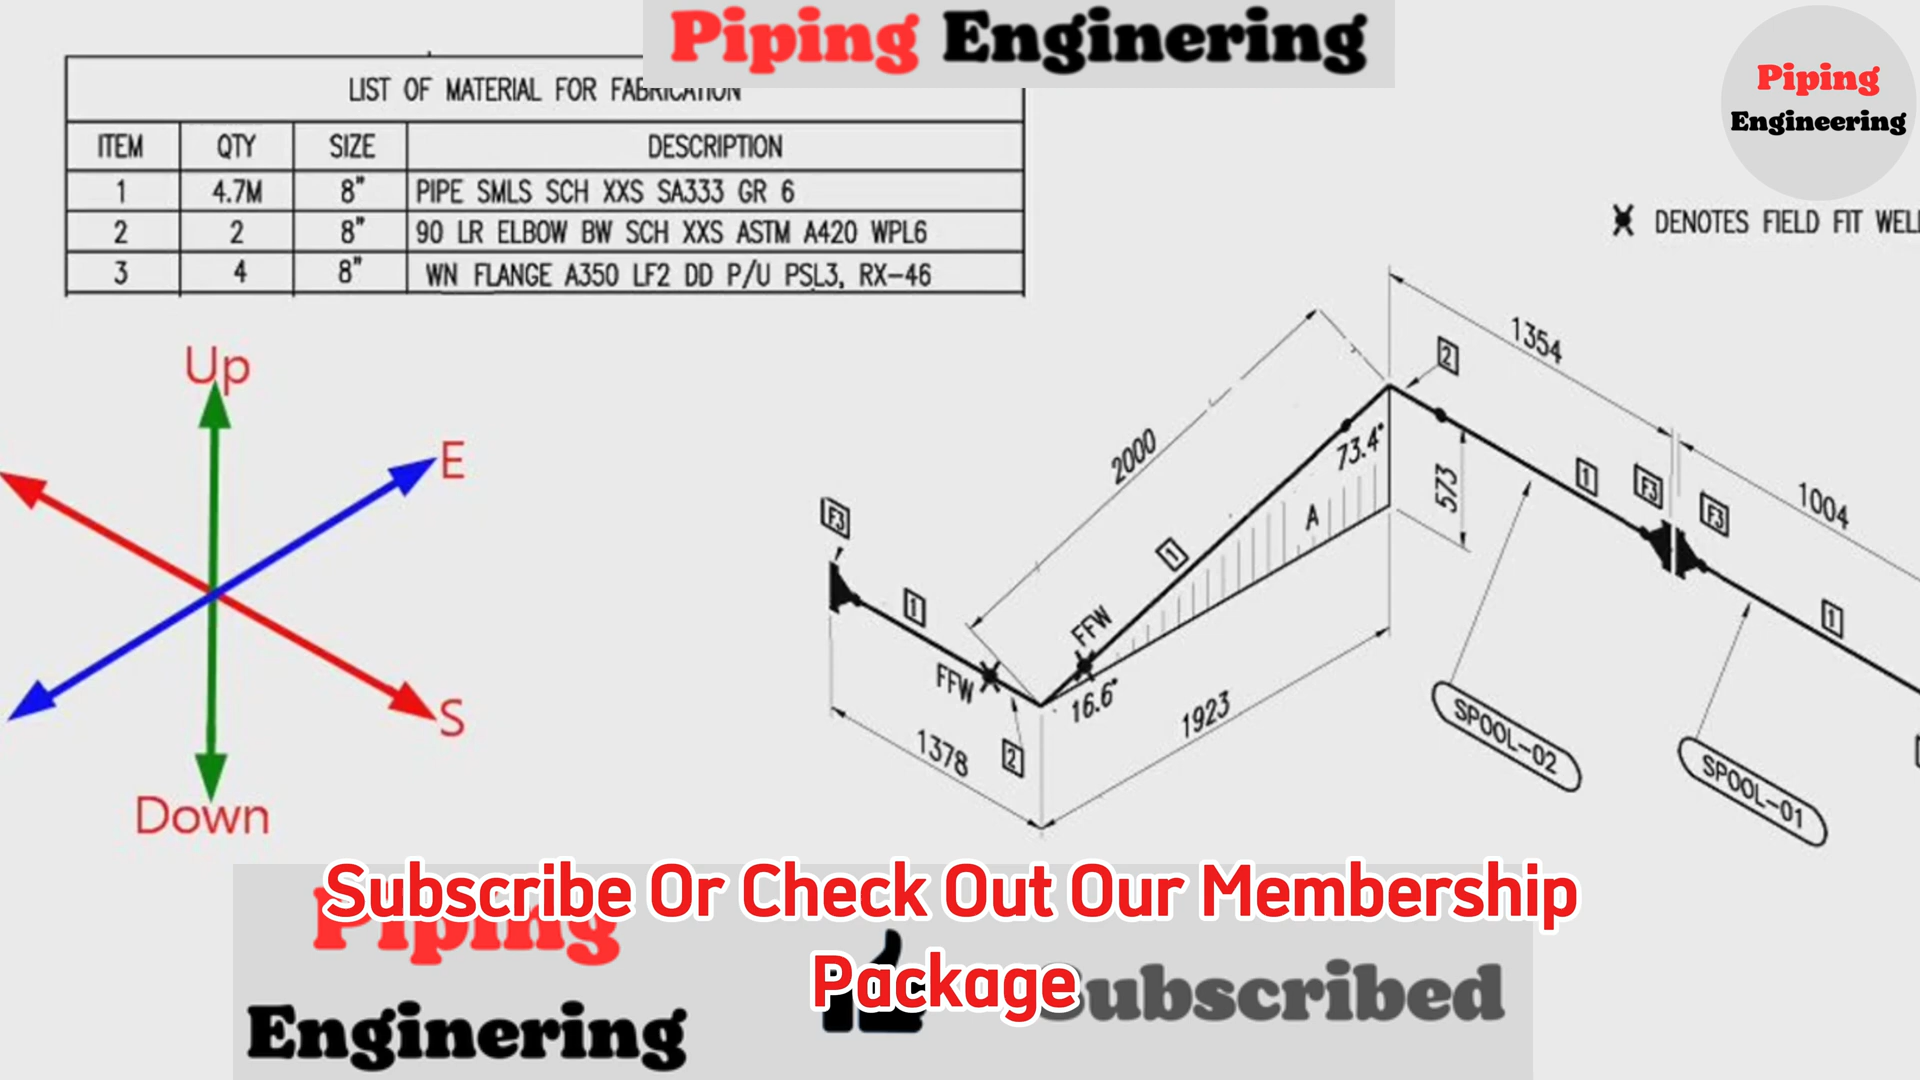 Piping Enginering
Piping
Engineering
LIST OF MATERIAL FOR FABRICATION
ITEM QTY SIZE DESCRIPTION
1 4.7M 8" PIPE SMLS SCH XXS SA333 GR 6
2 2 8" 90 LR ELBOW BW SCH XXS ASTM A420 WPL6
3 4 8" WN FLANGE A350 LF2 DD P/U PSL3, RX-46
DENOTES FIELD FIT
Up
E
S
Down
1354
2
2000
73.4°
573
1
F3
F3
1004
F3
1
A
1
1
FFW
FFW
16.6°
1923
1378
2
SPOOL-02
SPOOL-01
Subscribe Or Check Out Our Membership
Package
Piping
Enginering
ubscribed